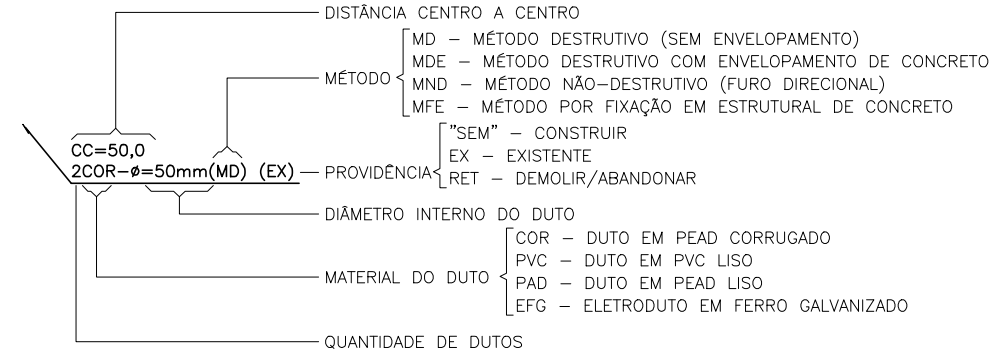 DISTÂNCIA CENTRO A CENTRO
MÉTODO
MD – MÉTODO DESTRUTIVO (SEM ENVELOPAMENTO)
MDE – MÉTODO DESTRUTIVO COM ENVELOPAMENTO DE CONCRETO
MND – MÉTODO NÃO–DESTRUTIVO (FURO DIRECIONAL)
MFE – MÉTODO POR FIXAÇÃO EM ESTRUTURAL DE CONCRETO
CC=50,0
2COR–ø=50mm(MD) (EX)
PROVIDÊNCIA
"SEM" – CONSTRUIR
EX – EXISTENTE
RET – DEMOLIR/ABANDONAR
DIÂMETRO INTERNO DO DUTO
MATERIAL DO DUTO
COR – DUTO EM PEAD CORRUGADO
PVC – DUTO EM PVC LISO
PAD – DUTO EM PEAD LISO
EFG – ELETRODUTO EM FERRO GALVANIZADO
QUANTIDADE DE DUTOS